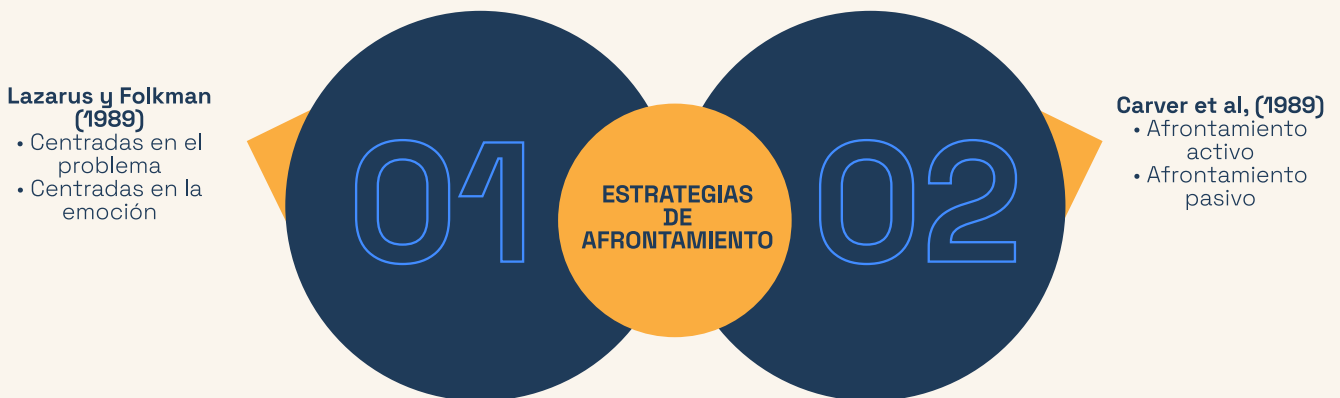 Lazarus y Folkman
(1989)
• Centradas en el
problema
• Centradas en la
emoción
01
ESTRATEGIAS
DE
AFRONTAMIENTO
02
Carver et al, (1989)
• Afrontamiento
activo
• Afrontamiento
pasivo